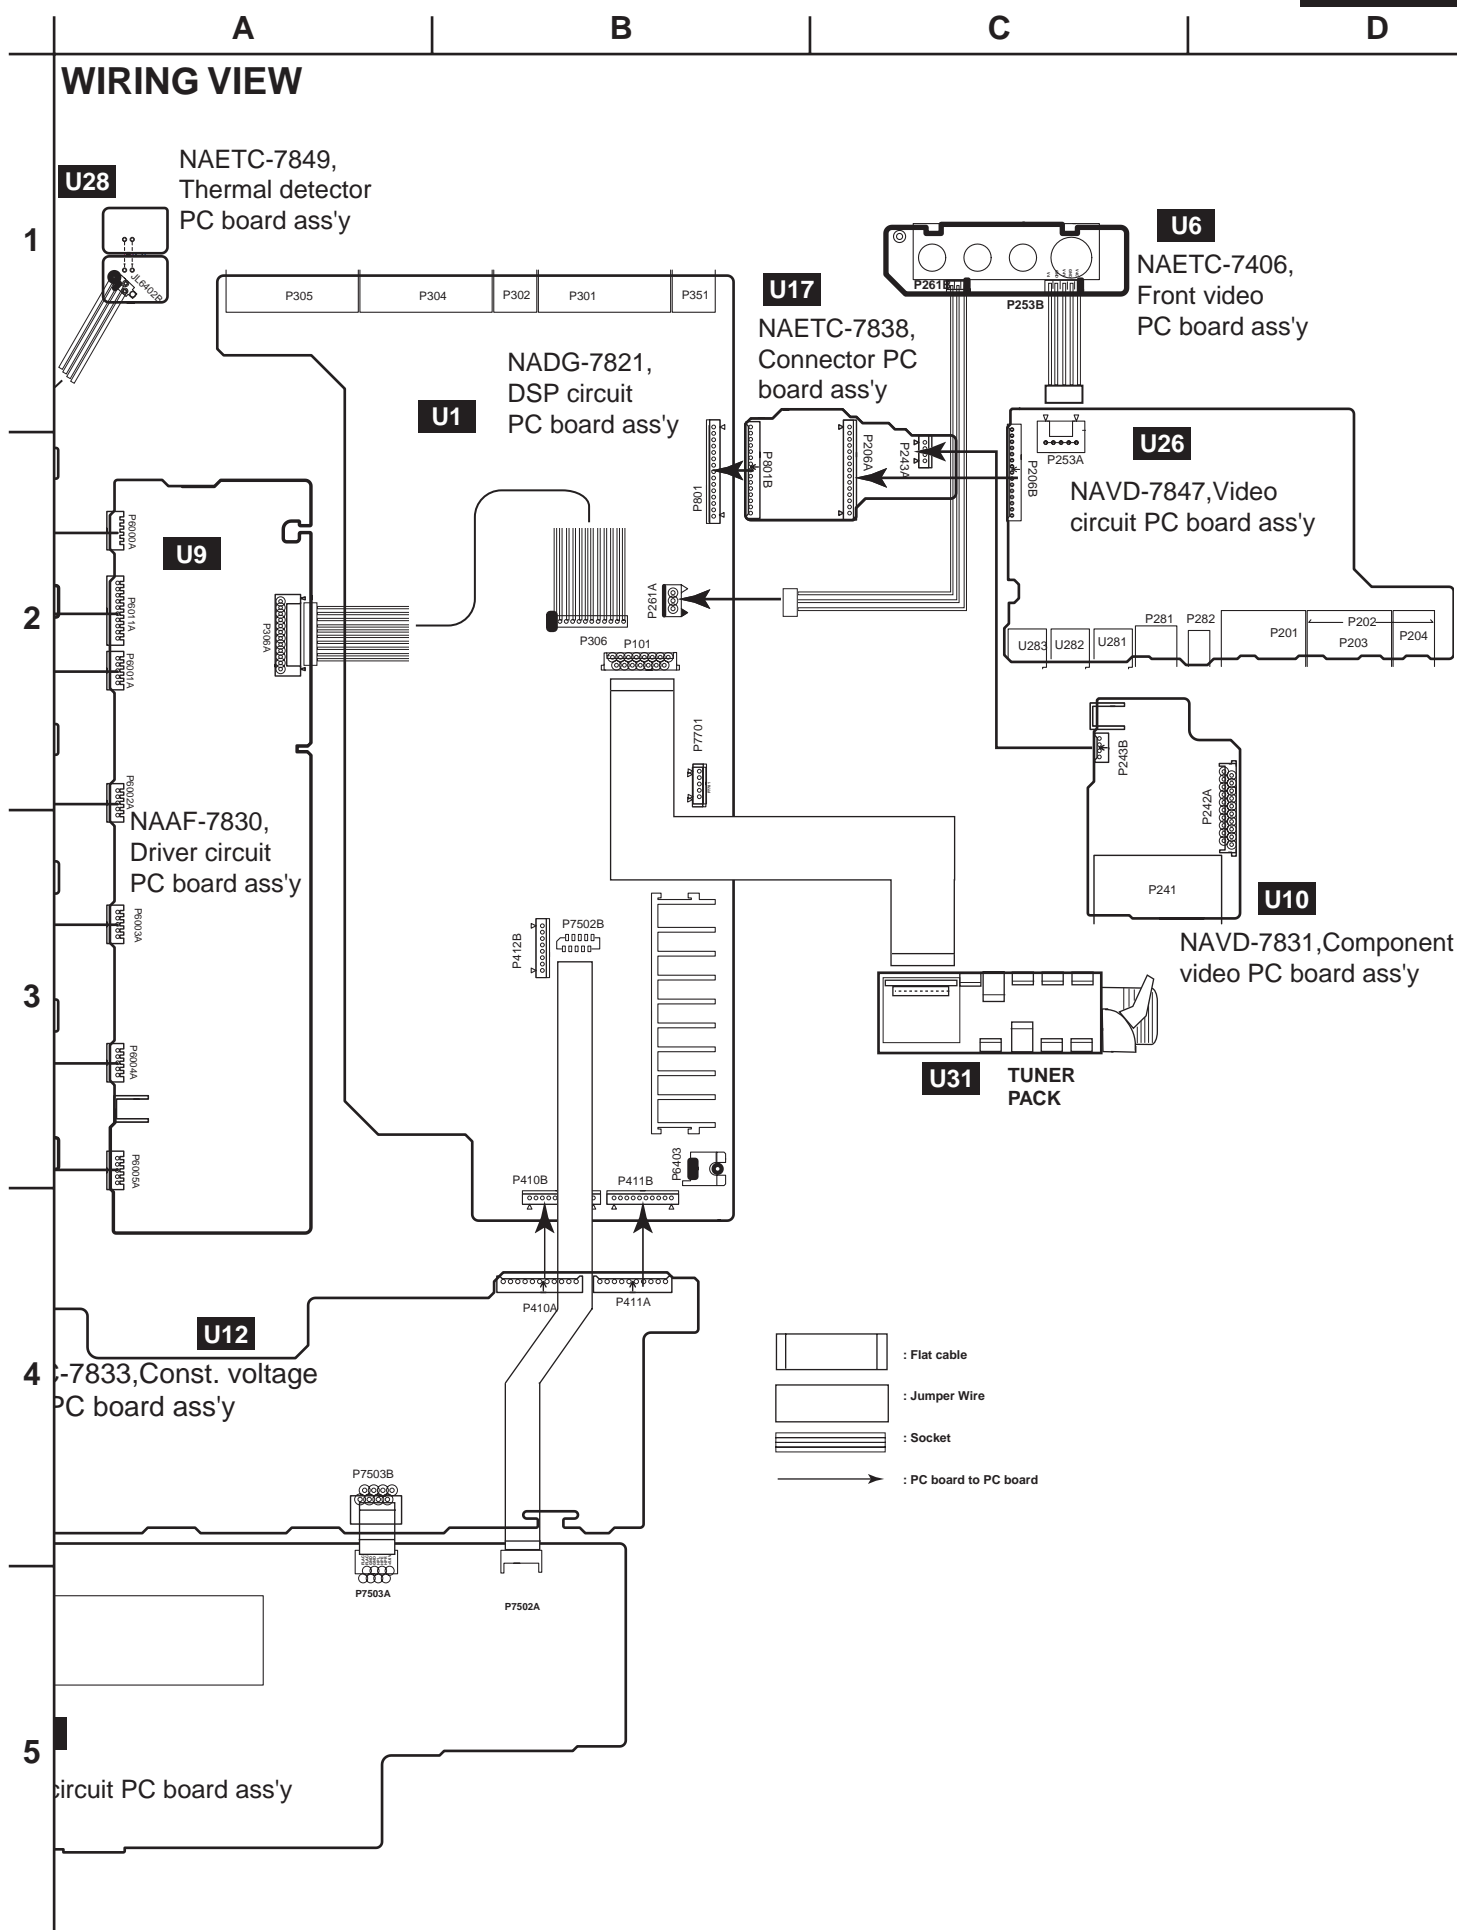 A
B
C
D
WIRING VIEW
1
2
3
4
5
U28
NAETC-7849,
Thermal detector
PC board ass'y
JL6402B
P305
P304
P302
P301
P351
U1
NADG-7821,
DSP circuit
PC board ass'y
U17
NAETC-7838,
Connector PC
board ass'y
P261B
P253B
U6
NAETC-7406,
Front video
PC board ass'y
P801
P801B
P206A
P243A
P206B
P253A
U26
NAVD-7847,Video
circuit PC board ass'y
U283
U282
U281
P281
P282
P201
P202
P203
P204
P6000A
U9
P6011A
P306A
P6001A
P6002A
NAAF-7830,
Driver circuit
PC board ass'y
P6003A
P6004A
P6005A
P306
P261A
P101
P7701
P243B
P242A
P241
U10
NAVD-7831,Component
video PC board ass'y
P412B
P7502B
U31
TUNER
PACK
P6403
P410B
P411B
P410A
P411A
U12
C-7833,Const. voltage
PC board ass'y
: Flat cable
: Jumper Wire
: Socket
: PC board to PC board
P7503B
P7503A
P7502A
circuit PC board ass'y